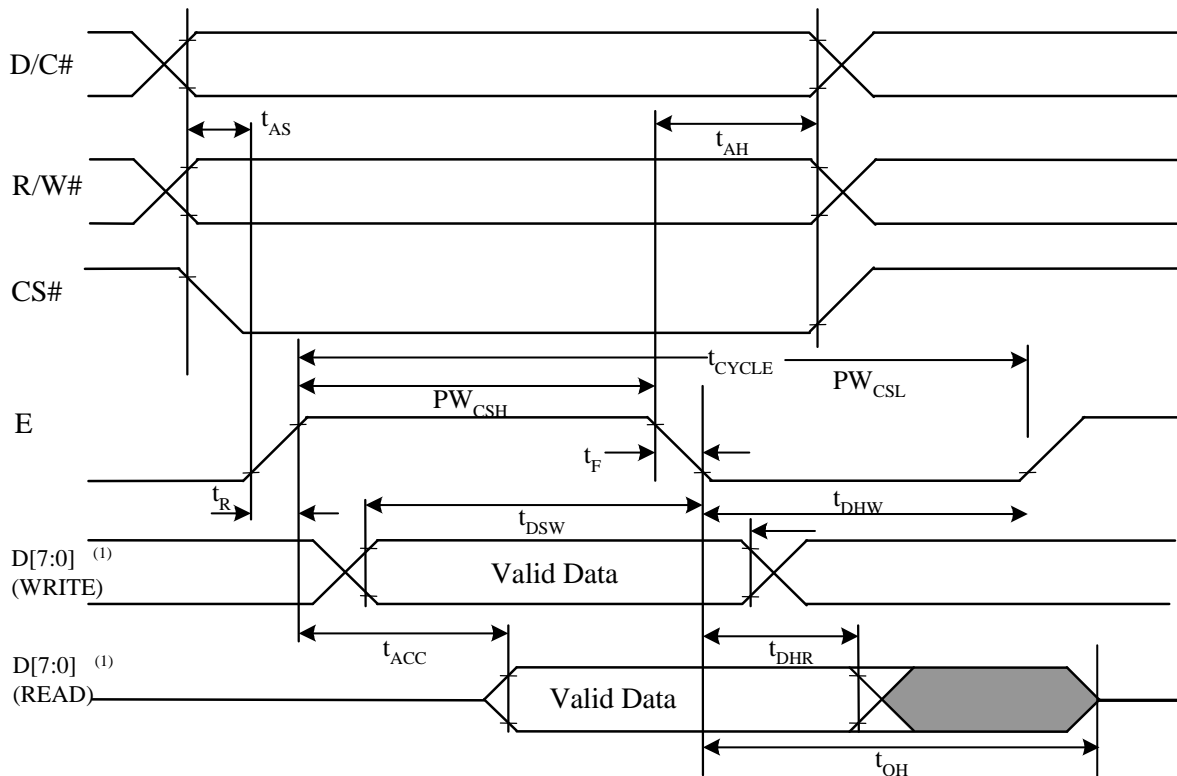 D/C#
t_AS
t_AH
R/W#
CS#
t_CYCLE
PW_CSH
PW_CSL
E
t_F
t_R
t_DSW
t_DHW
D[7:0] (1)
(WRITE)
Valid Data
t_ACC
t_DHR
D[7:0] (1)
(READ)
Valid Data
t_OH